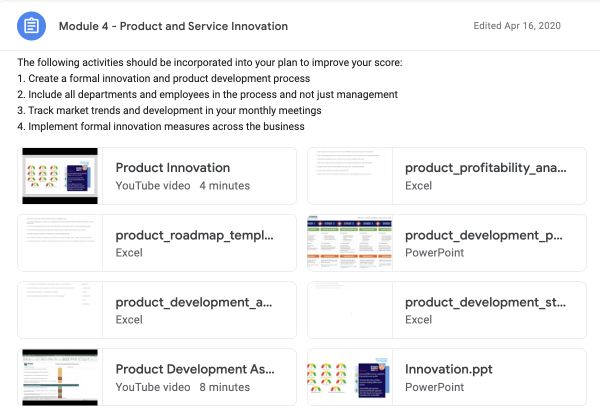 Module 4 - Product and Service Innovation
Edited Apr 16, 2020
The following activities should be incorporated into your plan to improve your score:
1. Create a formal innovation and product development process
2. Include all departments and employees in the process and not just management
3. Track market trends and development in your monthly meetings
4. Implement formal innovation measures across the business
Product Innovation
YouTube video 4 minutes
product_profitability_ana...
Excel
product_roadmap_templ...
Excel
product_development_p...
PowerPoint
product_development_a...
Excel
product_development_st...
Excel
Product Development As...
YouTube video 8 minutes
Innovation.ppt
PowerPoint